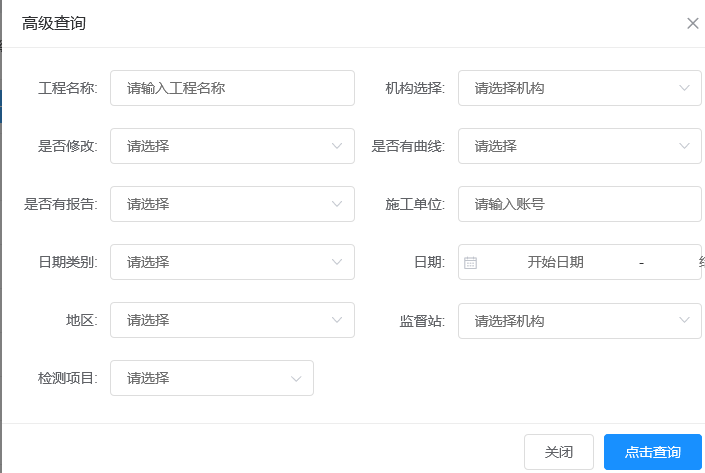 高级查询
工程名称: 请输入工程名称 机构选择: 请选择机构
是否修改: 请选择 是否有曲线: 请选择
是否有报告: 请选择 施工单位: 请输入账号
日期类别: 请选择 日期: 开始日期 -
地区: 请选择 监督站: 请选择机构
检测项目: 请选择
关闭 点击查询